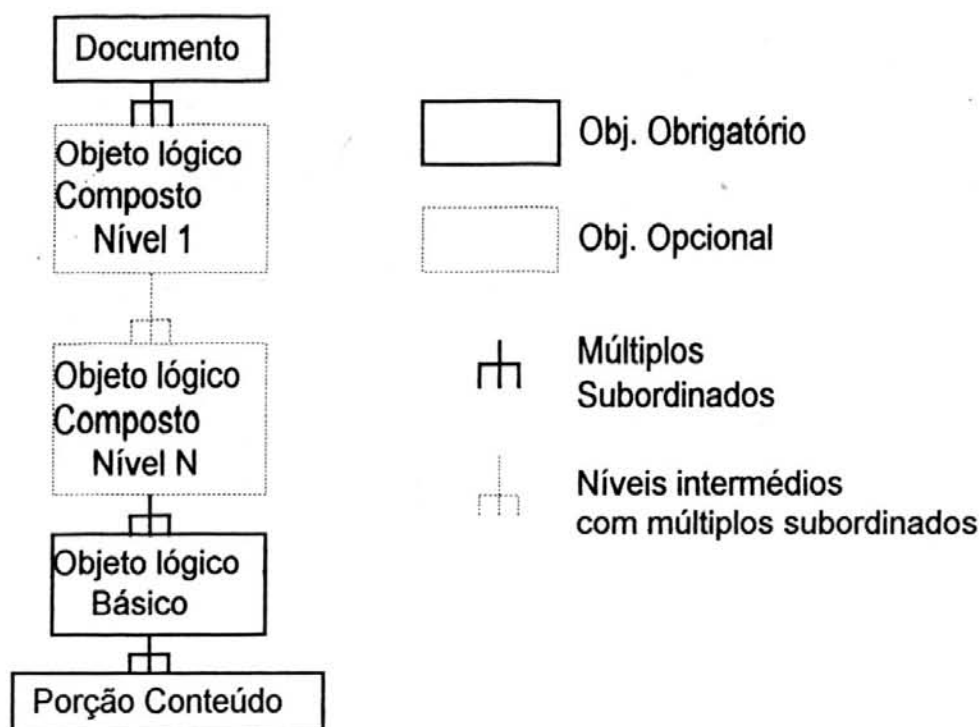 Documento
Objeto lógico
Composto
Nível 1
Objeto lógico
Composto
Nível N
Objeto lógico
Básico
Porção Conteúdo
Obj. Obrigatório
Obj. Opcional
Múltiplos
Subordinados
Níveis intermédios
com múltiplos subordinados